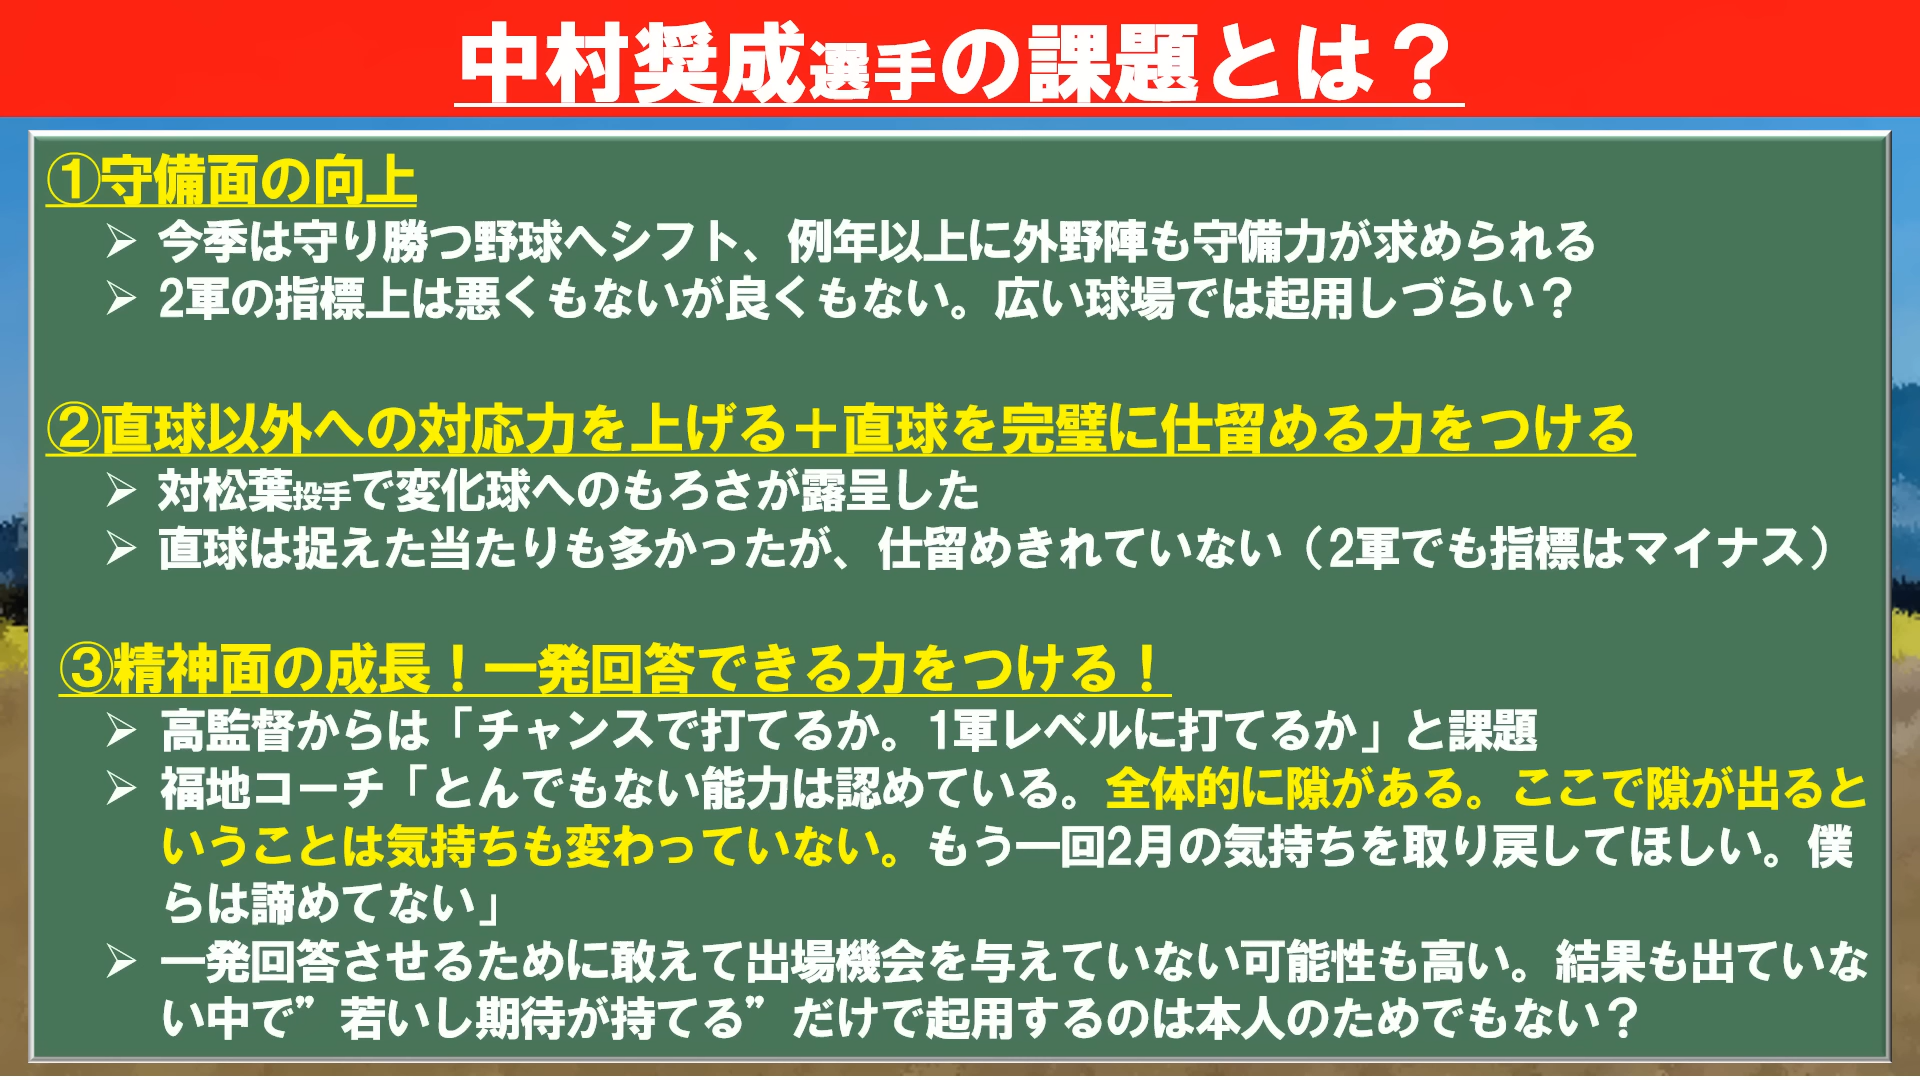 中村奨成選手の課題とは？
①守備面の向上
➢ 今季は守り勝つ野球へシフト、例年以上に外野陣も守備力が求められる
➢ 2軍の指標上は悪くもないが良くもない。広い球場では起用しづらい？
②直球以外への対応力を上げる＋直球を完璧に仕留める力をつける
➢ 対松葉投手で変化球へのもろさが露呈した
➢ 直球は捉えた当たりも多かったが、仕留めきれていない（2軍でも指標はマイナス）
③精神面の成長！一発回答できる力をつける！
➢ 高監督からは「チャンスで打てるか。1軍レベルに打てるか」と課題
➢ 福地コーチ「とんでもない能力は認めている。全体的に隙がある。ここで隙が出ると
いうことは気持ちも変わっていない。もう一回2月の気持ちを取り戻してほしい。僕
らは諦めてない」
➢ 一発回答させるために敢えて出場機会を与えていない可能性も高い。結果も出ていな
い中で”若いし期待が持てる”だけで起用するのは本人のためでもない？